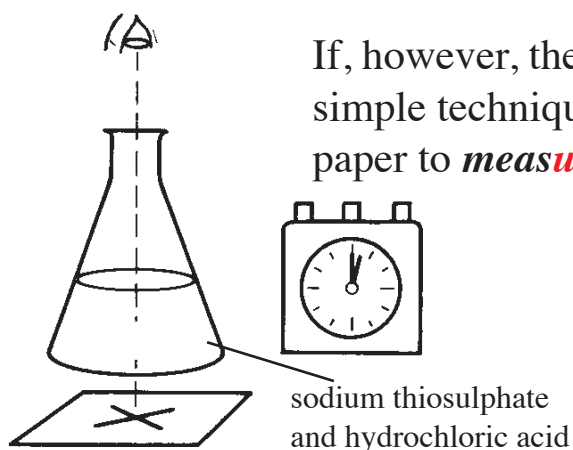 If, however, the
simple techniqu
paper to measu
sodium thiosulphate
and hydrochloric acid